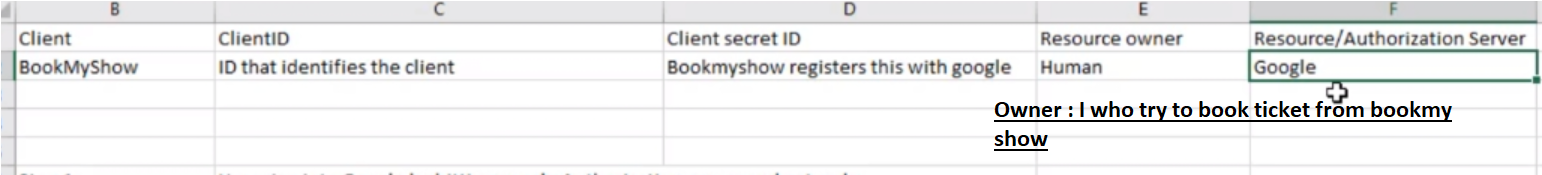 B C D E F
Client ClientID Client secret ID Resource owner Resource/Authorization Server
BookMyShow ID that identifies the client Bookmyshow registers this with google Human Google
Owner : I who try to book ticket from bookmy
show